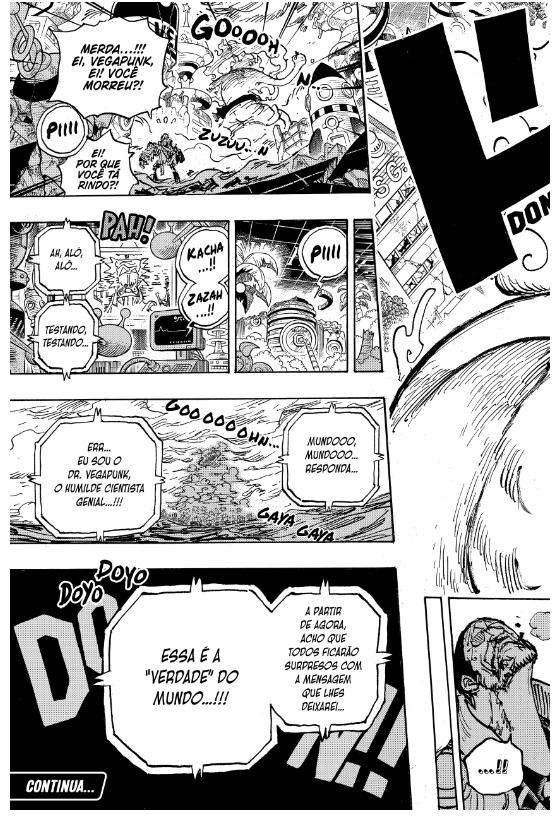 GOOOOH
MERDA...!!!
EI, VEGAPUNK,
EI! VOCÊ
MORREU?!
PIIII
EI!
POR QUE
VOCÊ TÁ
RINDO?!
ZUZUU...N
DON
PIIII
PAH!
KACHA
...!!
ZAZAH
...!!
AH, ALÔ,
ALÔ...
TESTANDO,
TESTANDO...
GOOOOOOHN...
MUNDOOO,
MUNDOOO...
RESPONDA...
ERR...
EU SOU O
DR. VEGAPUNK,
O HUMILDE CIENTISTA
GENIAL...!!!
GAYA GAYA
...!!
DOYO
DOYO
A PARTIR
DE AGORA,
ACHO QUE
TODOS FICARÃO
SURPRESOS COM
A MENSAGEM
QUE LHES
DEIXAREI...
ESSA É A
"VERDADE" DO
MUNDO...!!!
CONTINUA...